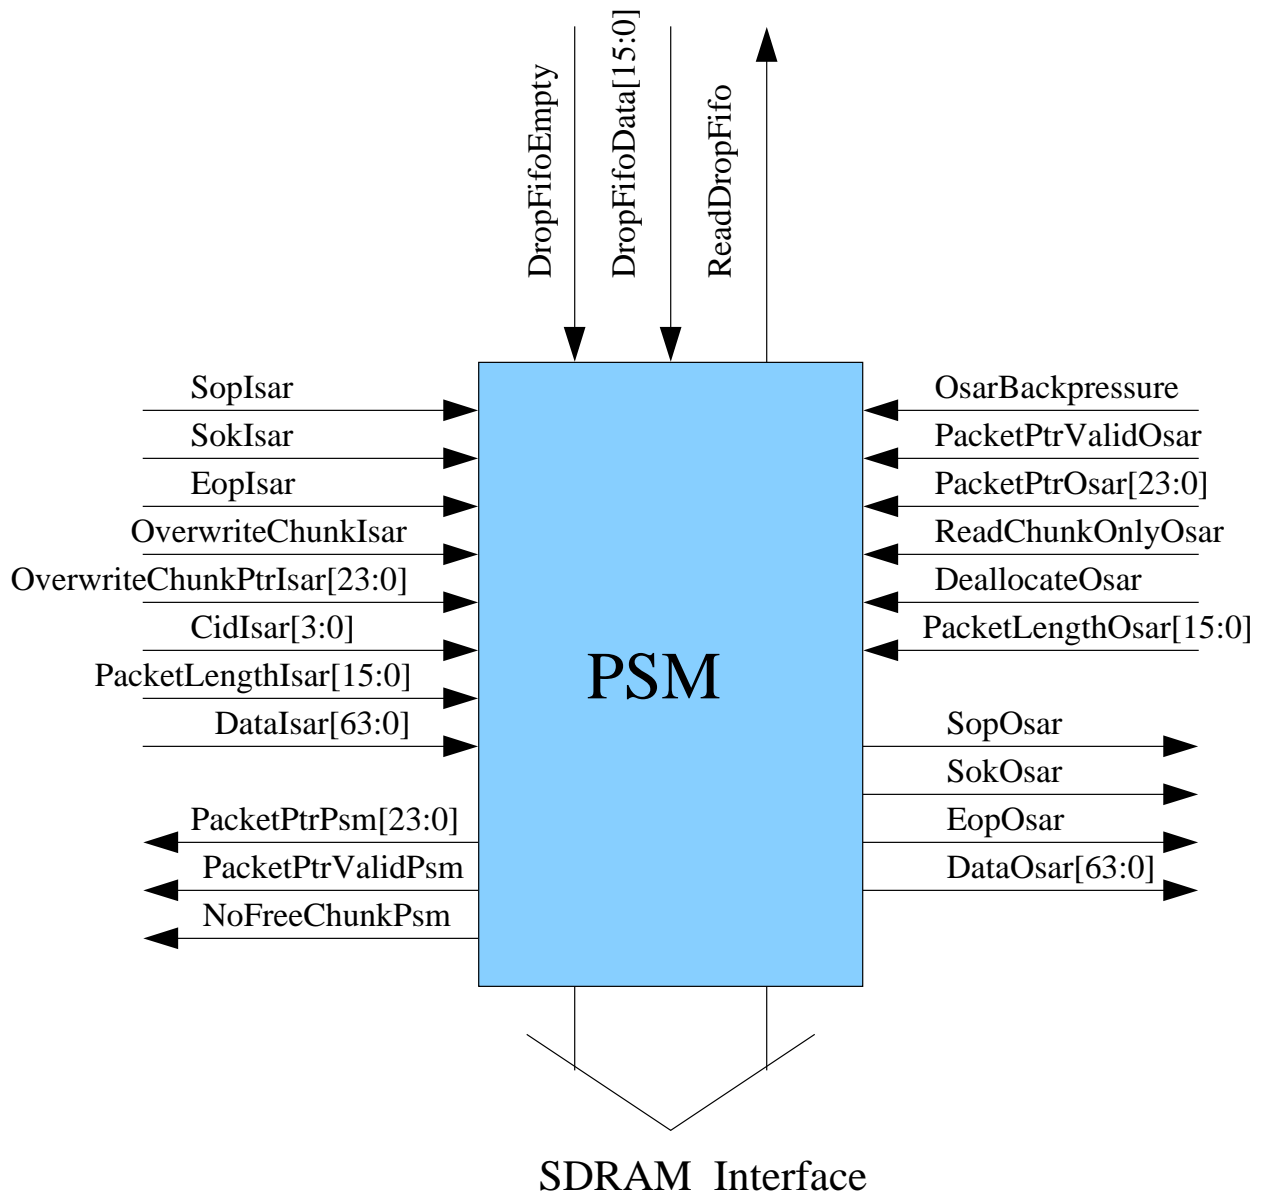 DropFifoEmpty
DropFifoData[15:0]
ReadDropFifo
SopIsar
SokIsar
EopIsar
OverwriteChunkIsar
OverwriteChunkPtrIsar[23:0]
CidIsar[3:0]
PacketLengthIsar[15:0]
DataIsar[63:0]
PacketPtrPsm[23:0]
PacketPtrValidPsm
NoFreeChunkPsm
PSM
OsarBackpressure
PacketPtrValidOsar
PacketPtrOsar[23:0]
ReadChunkOnlyOsar
DeallocateOsar
PacketLengthOsar[15:0]
SopOsar
SokOsar
EopOsar
DataOsar[63:0]
SDRAM Interface